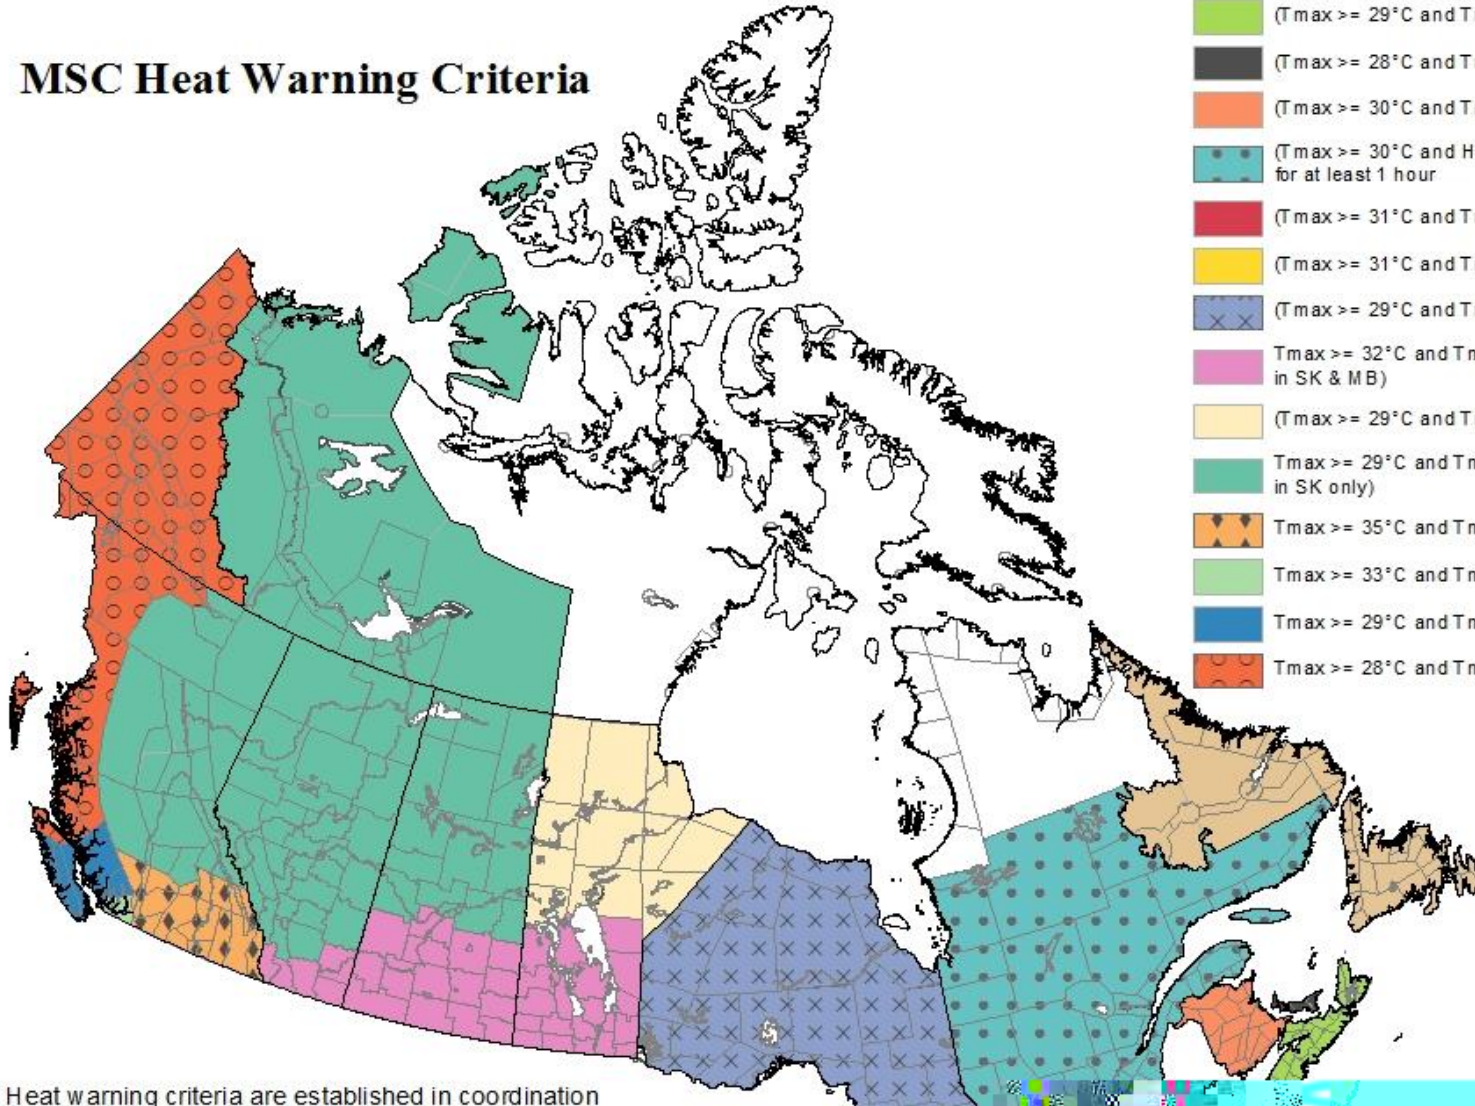 MSC Heat Warning Criteria
(Tmax >= 29°C and T
(Tmax >= 28°C and T
(Tmax >= 30°C and T
(Tmax >= 30°C and H
for at least 1 hour
(Tmax >= 31°C and T
(Tmax >= 31°C and T
(Tmax >= 29°C and T
Tmax >= 32°C and Tm
in SK & MB)
(Tmax >= 29°C and T
Tmax >= 29°C and Tm
in SK only)
Tmax >= 35°C and Tm
Tmax >= 33°C and Tm
Tmax >= 29°C and Tm
Tmax >= 28°C and Tm
Heat warning criteria are established in coordination